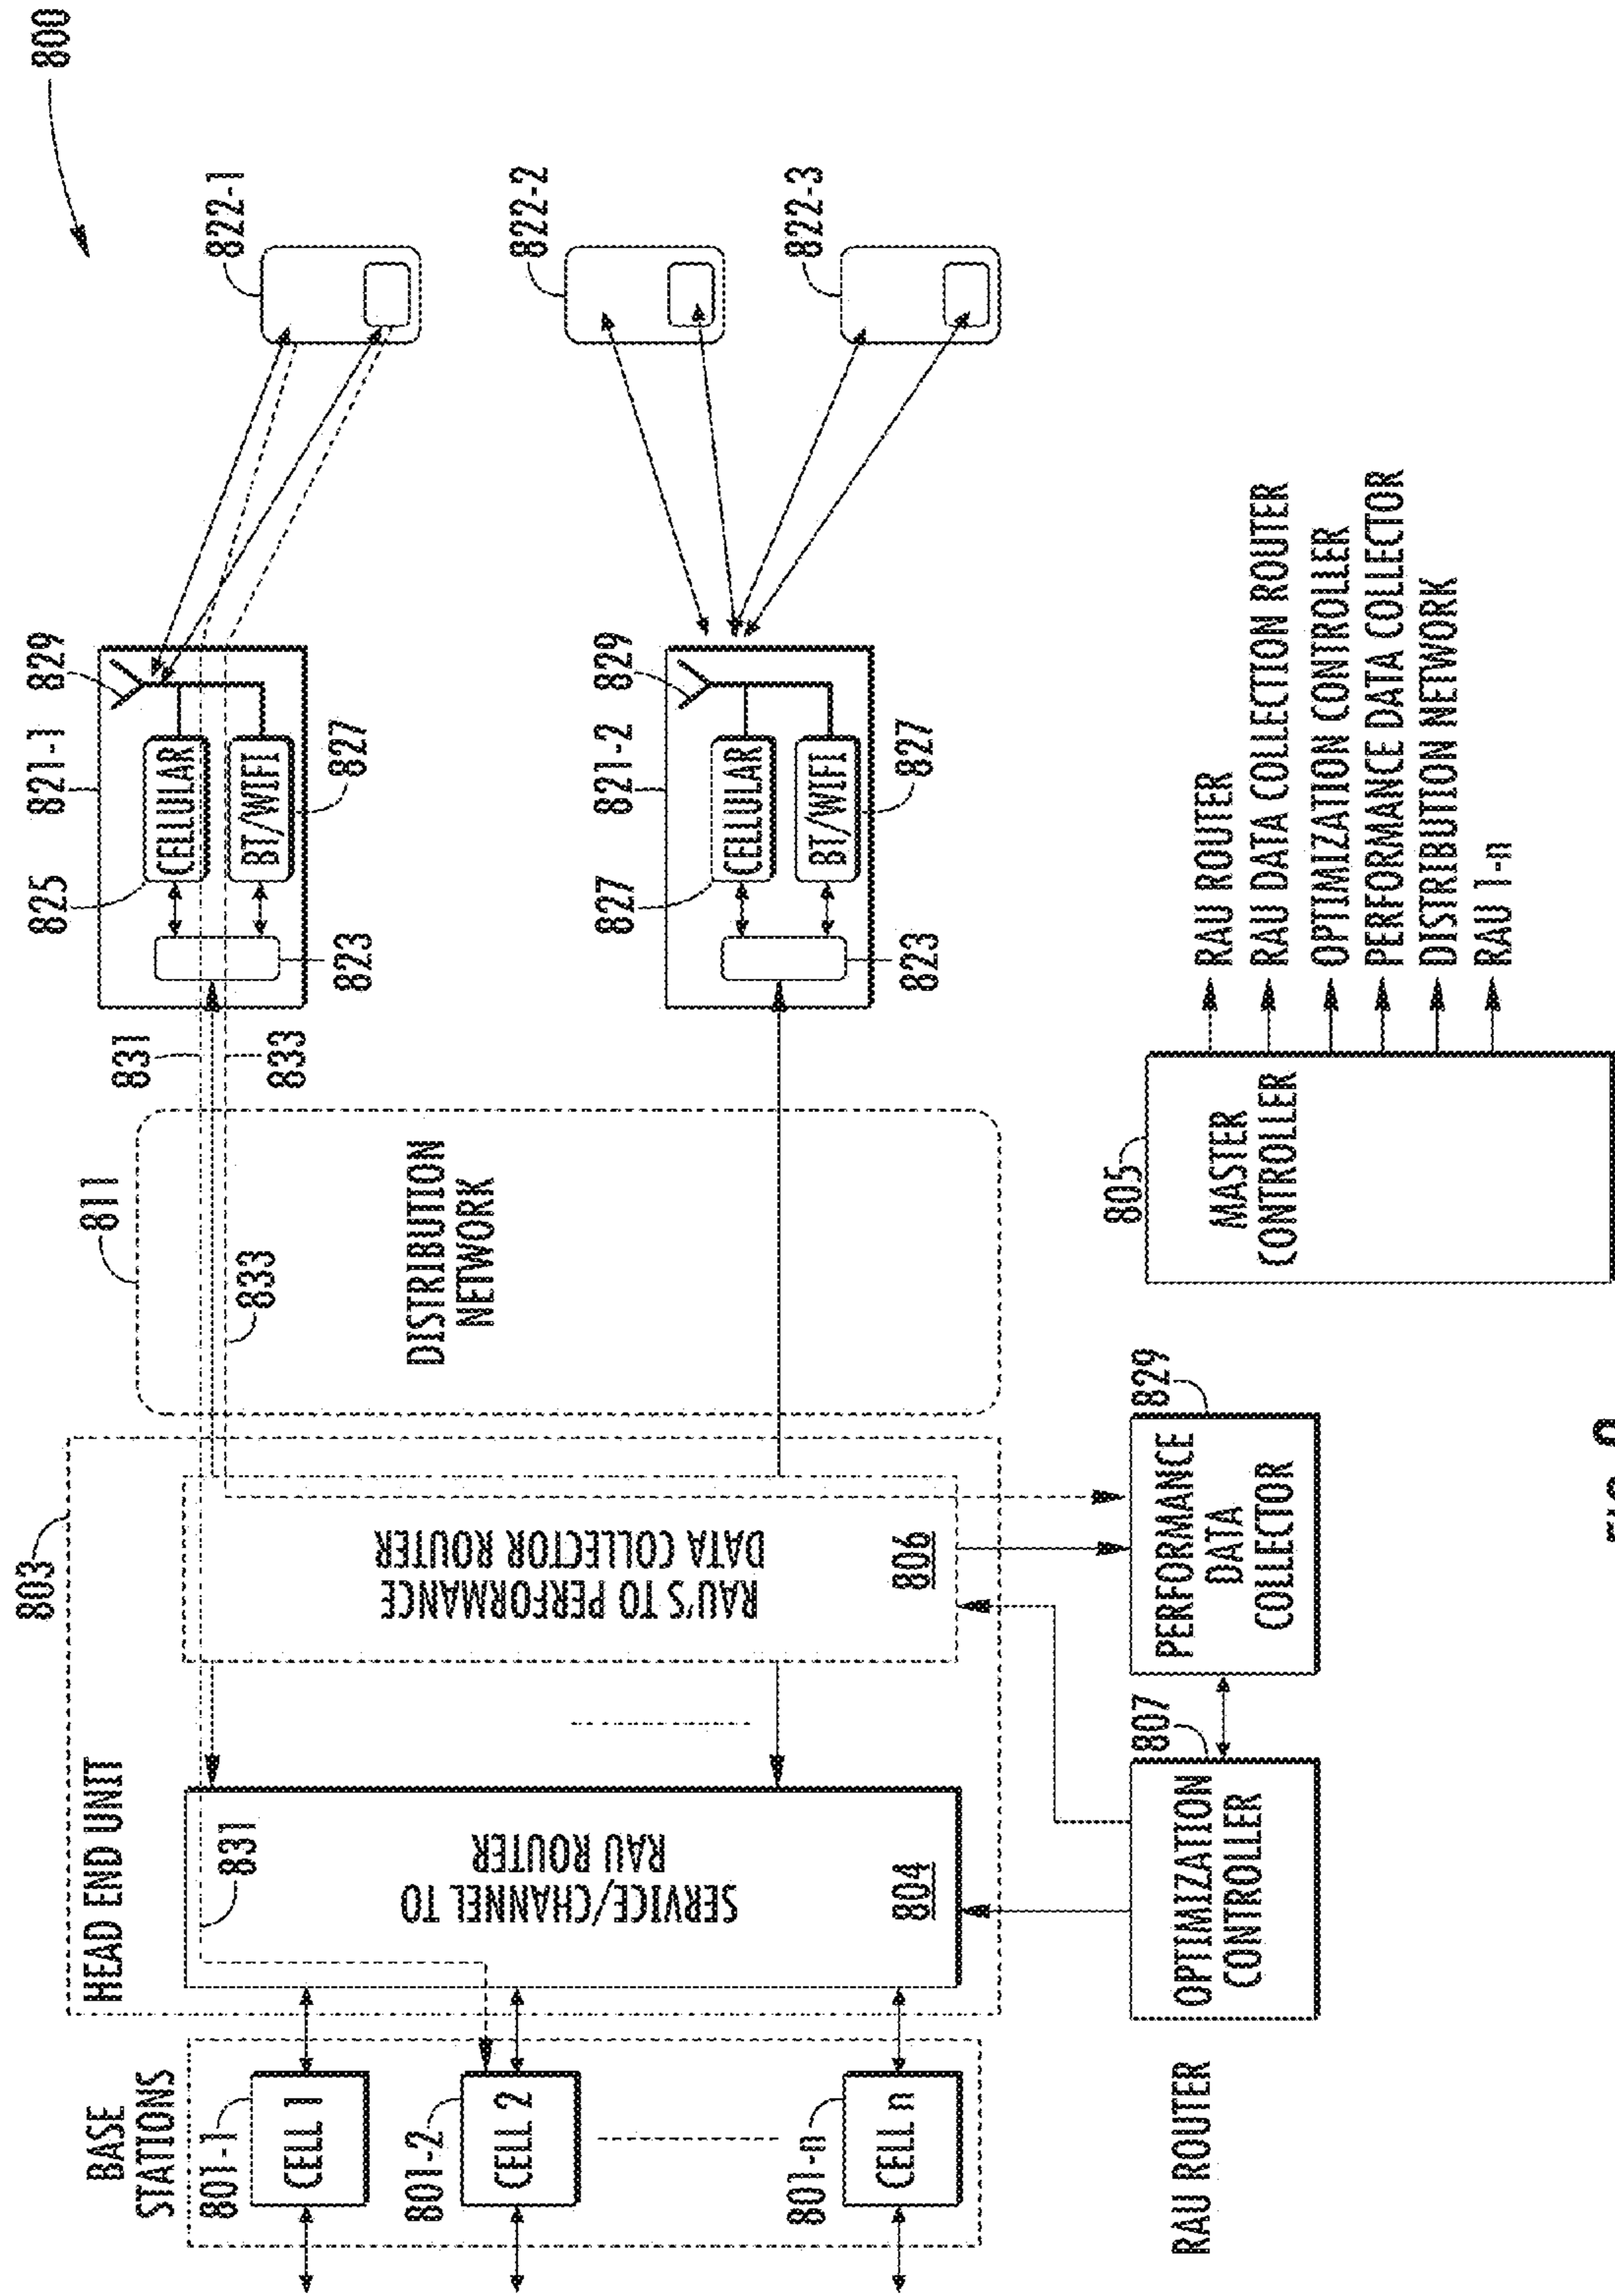 800
803
HEAD END UNIT
BASE
STATIONS
801-1
CELL 1
801-2
CELL 2
801-n
CELL n
831
SERVICE/CHANNEL TO
RAU ROUTER
804
RAU'S TO PERFORMANCE
DATA COLLECTOR ROUTER
806
811
833
DISTRIBUTION
NETWORK
831
833
821-1
829
825
CELLULAR
BT/WIFI
827
823
822-1
821-2
829
827
CELLULAR
BT/WIFI
827
823
822-2
822-3
RAU ROUTER
807
OPTIMIZATION
CONTROLLER
829
PERFORMANCE
DATA
COLLECTOR
805
MASTER
CONTROLLER
RAU ROUTER
RAU DATA COLLECTION ROUTER
OPTIMIZATION CONTROLLER
PERFORMANCE DATA COLLECTOR
DISTRIBUTION NETWORK
RAU 1-n